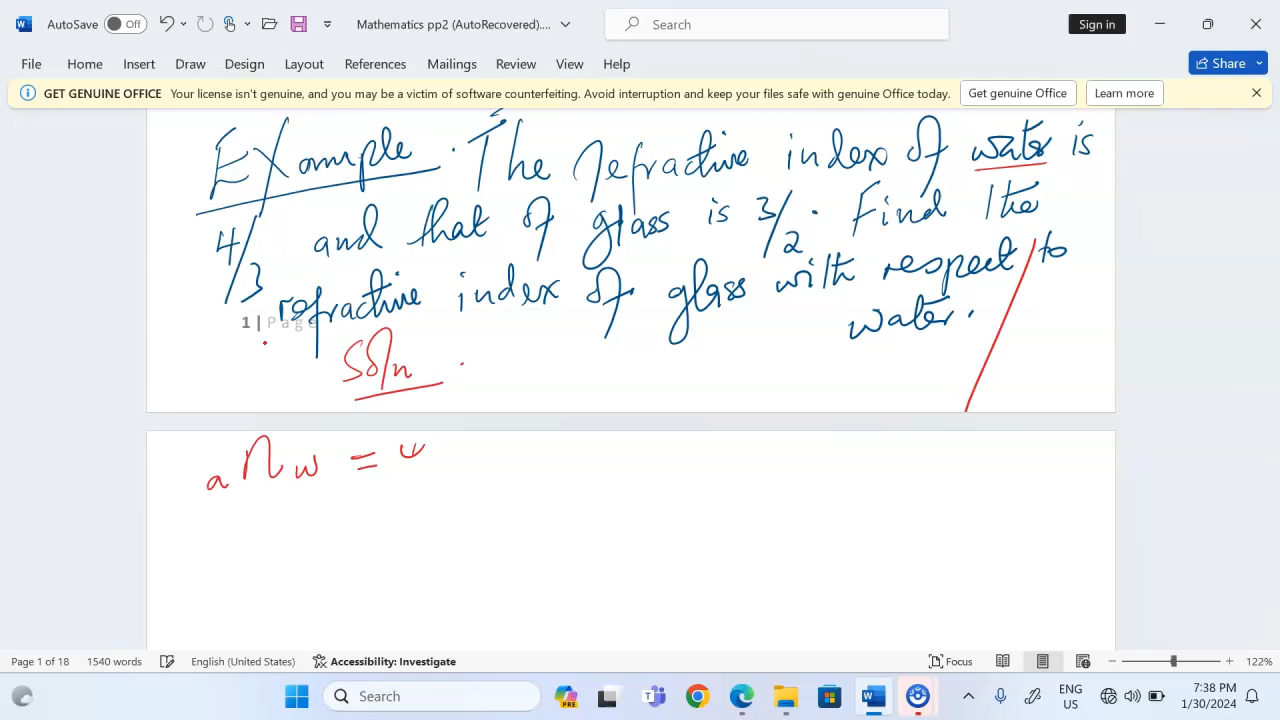 AutoSave Off Mathematics pp2 (AutoRecovered).... Search Sign in
File Home Insert Draw Design Layout References Mailings Review View Help Share
GET GENUINE OFFICE Your license isn't genuine, and you may be a victim of software counterfeiting. Avoid interruption and keep your files safe with genuine Office today. Get genuine Office Learn more
Example. The refractive index of water is
4/3 and that of glass is 3/2. Find the
refractive index of glass with respect to
water.
1 | Page
Soln.
a n w = 4
Page 1 of 18 1540 words English (United States) Accessibility: Investigate Focus 122%
Search PRE ENG US 7:38 PM 1/30/2024